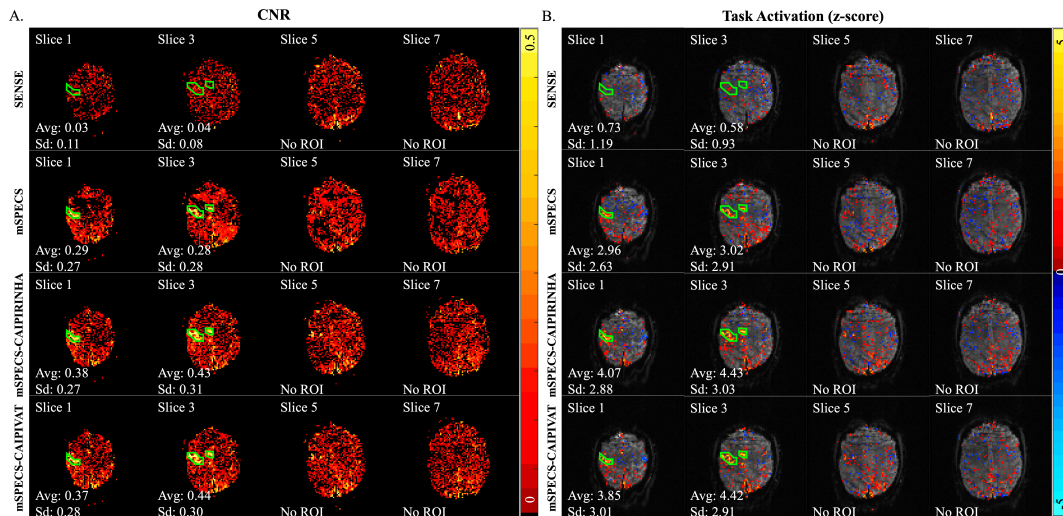 A.
CNR
SENSE
Slice 1
Slice 3
Slice 5
Slice 7
Avg: 0.03
Sd: 0.11
Avg: 0.04
Sd: 0.08
No ROI
No ROI
mSPECS
Slice 1
Slice 3
Slice 5
Slice 7
Avg: 0.29
Sd: 0.27
Avg: 0.28
Sd: 0.28
No ROI
No ROI
mSPECS-CAIPIRINHA
Slice 1
Slice 3
Slice 5
Slice 7
Avg: 0.38
Sd: 0.27
Avg: 0.43
Sd: 0.31
No ROI
No ROI
mSPECS-CAIPIVAT
Slice 1
Slice 3
Slice 5
Slice 7
Avg: 0.37
Sd: 0.28
Avg: 0.44
Sd: 0.30
No ROI
No ROI
0.5
0
B.
Task Activation (z-score)
SENSE
Slice 1
Slice 3
Slice 5
Slice 7
Avg: 0.73
Sd: 1.19
Avg: 0.58
Sd: 0.93
No ROI
No ROI
mSPECS
Slice 1
Slice 3
Slice 5
Slice 7
Avg: 2.96
Sd: 2.63
Avg: 3.02
Sd: 2.91
No ROI
No ROI
mSPECS-CAIPIRINHA
Slice 1
Slice 3
Slice 5
Slice 7
Avg: 4.07
Sd: 2.88
Avg: 4.43
Sd: 3.03
No ROI
No ROI
mSPECS-CAIPIVAT
Slice 1
Slice 3
Slice 5
Slice 7
Avg: 3.85
Sd: 3.01
Avg: 4.42
Sd: 2.91
No ROI
No ROI
5
0